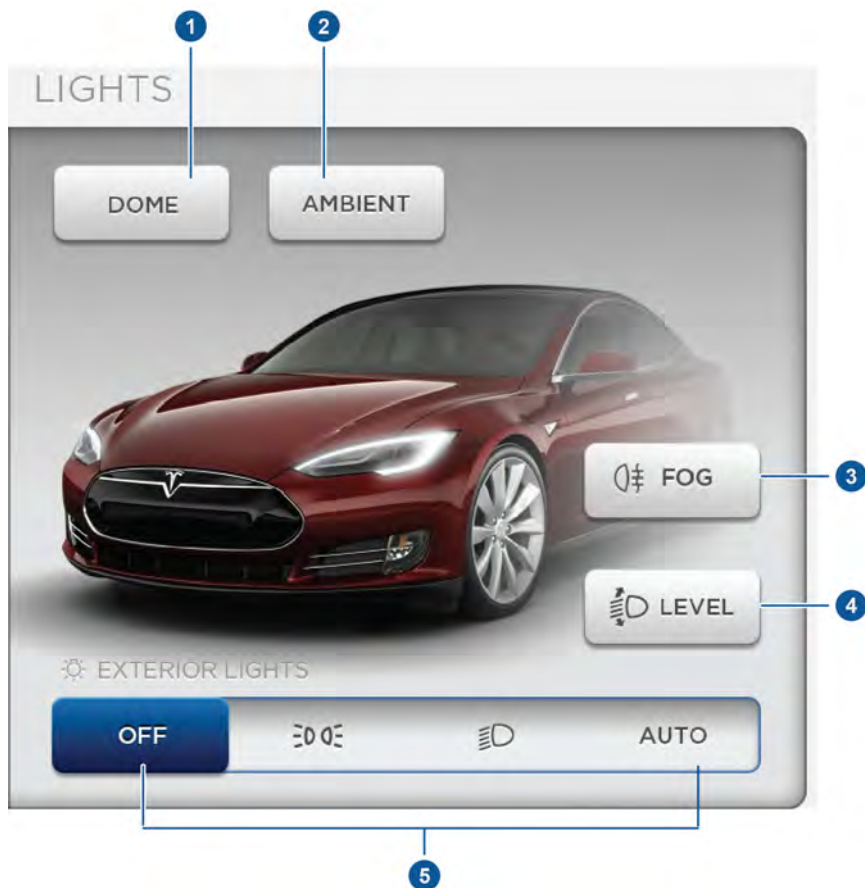 1
2
LIGHTS
DOME
AMBIENT
FOG
3
LEVEL
4
EXTERIOR LIGHTS
OFF
AUTO
5